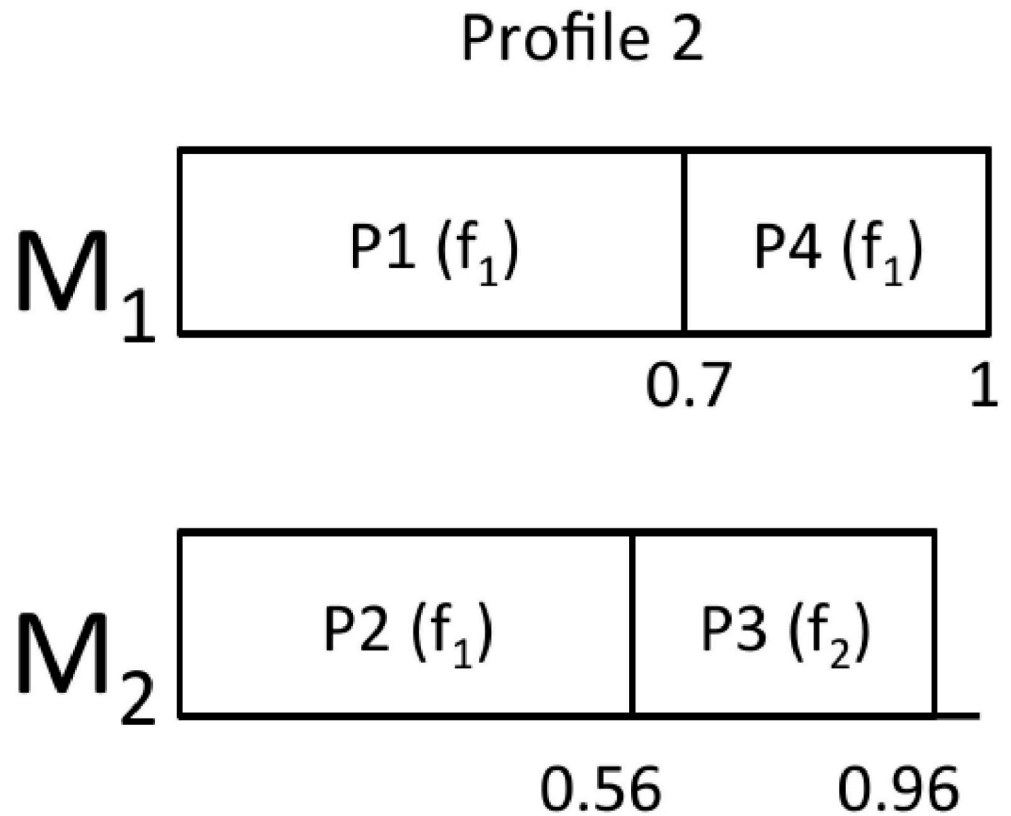 Profile 2
M₁ P1 (f₁) P4 (f₁)
0.7 1
M₂ P2 (f₁) P3 (f₂)
0.56 0.96